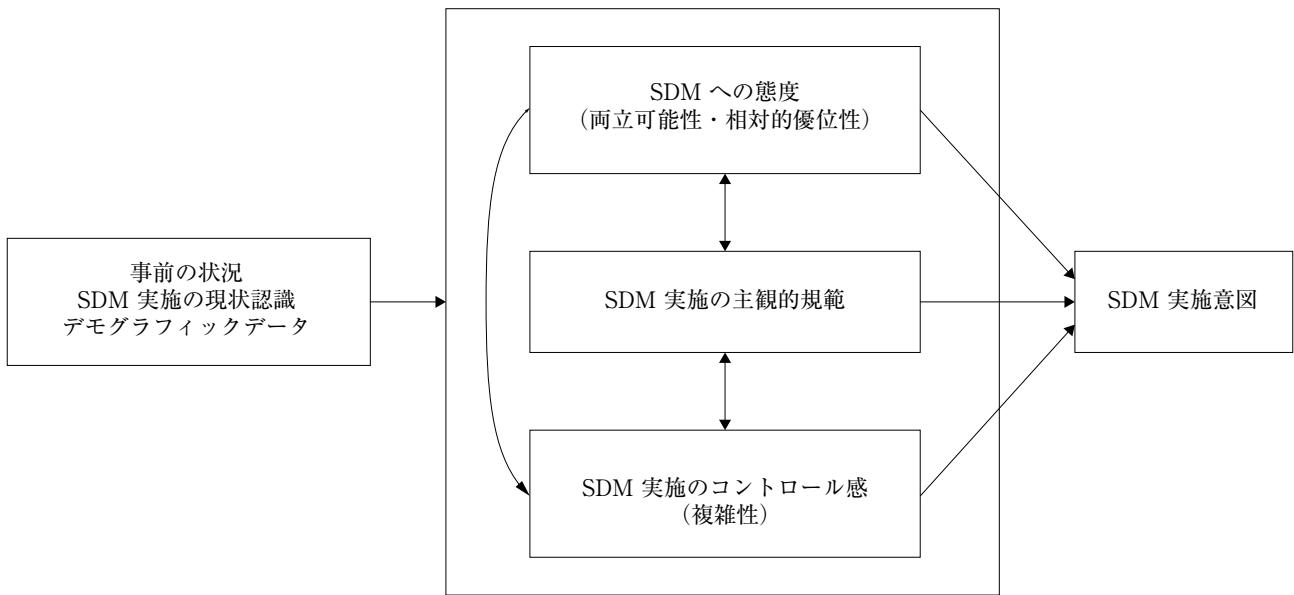 SDM への態度
（両立可能性・相対的優位性）
事前の状況
SDM 実施の現状認識
デモグラフィックデータ
SDM 実施の主観的規範
SDM 実施意図
SDM 実施のコントロール感
（複雑性）